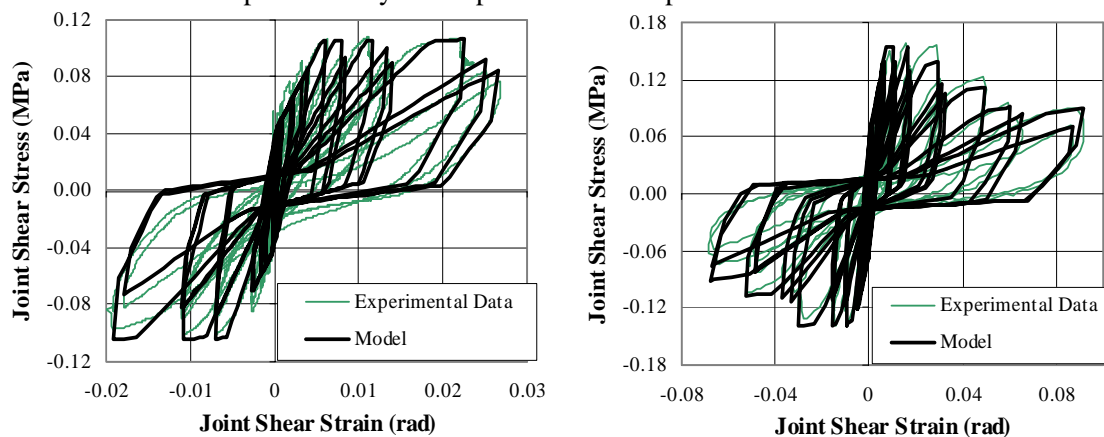 Joint Shear Stress (MPa)
0.12
0.08
0.04
0.00
-0.04
-0.08
-0.12
-0.02 -0.01 0 0.01 0.02 0.03
Joint Shear Strain (rad)
Experimental Data
Model
Joint Shear Stress (MPa)
0.18
0.12
0.06
0.00
-0.06
-0.12
-0.18
-0.08 -0.04 0 0.04 0.08
Joint Shear Strain (rad)
Experimental Data
Model